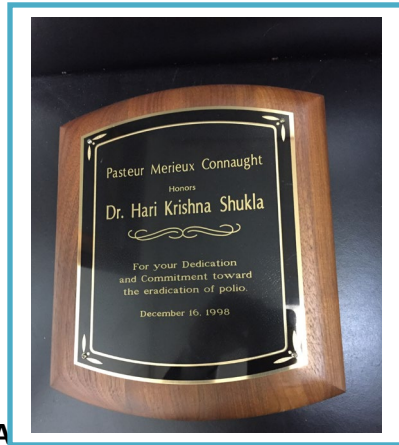 Pasteur Merieux Connaught
Honors
Dr. Hari Krishna Shukla
For your Dedication
and Commitment toward
the eradication of polio.
December 16, 1998
A